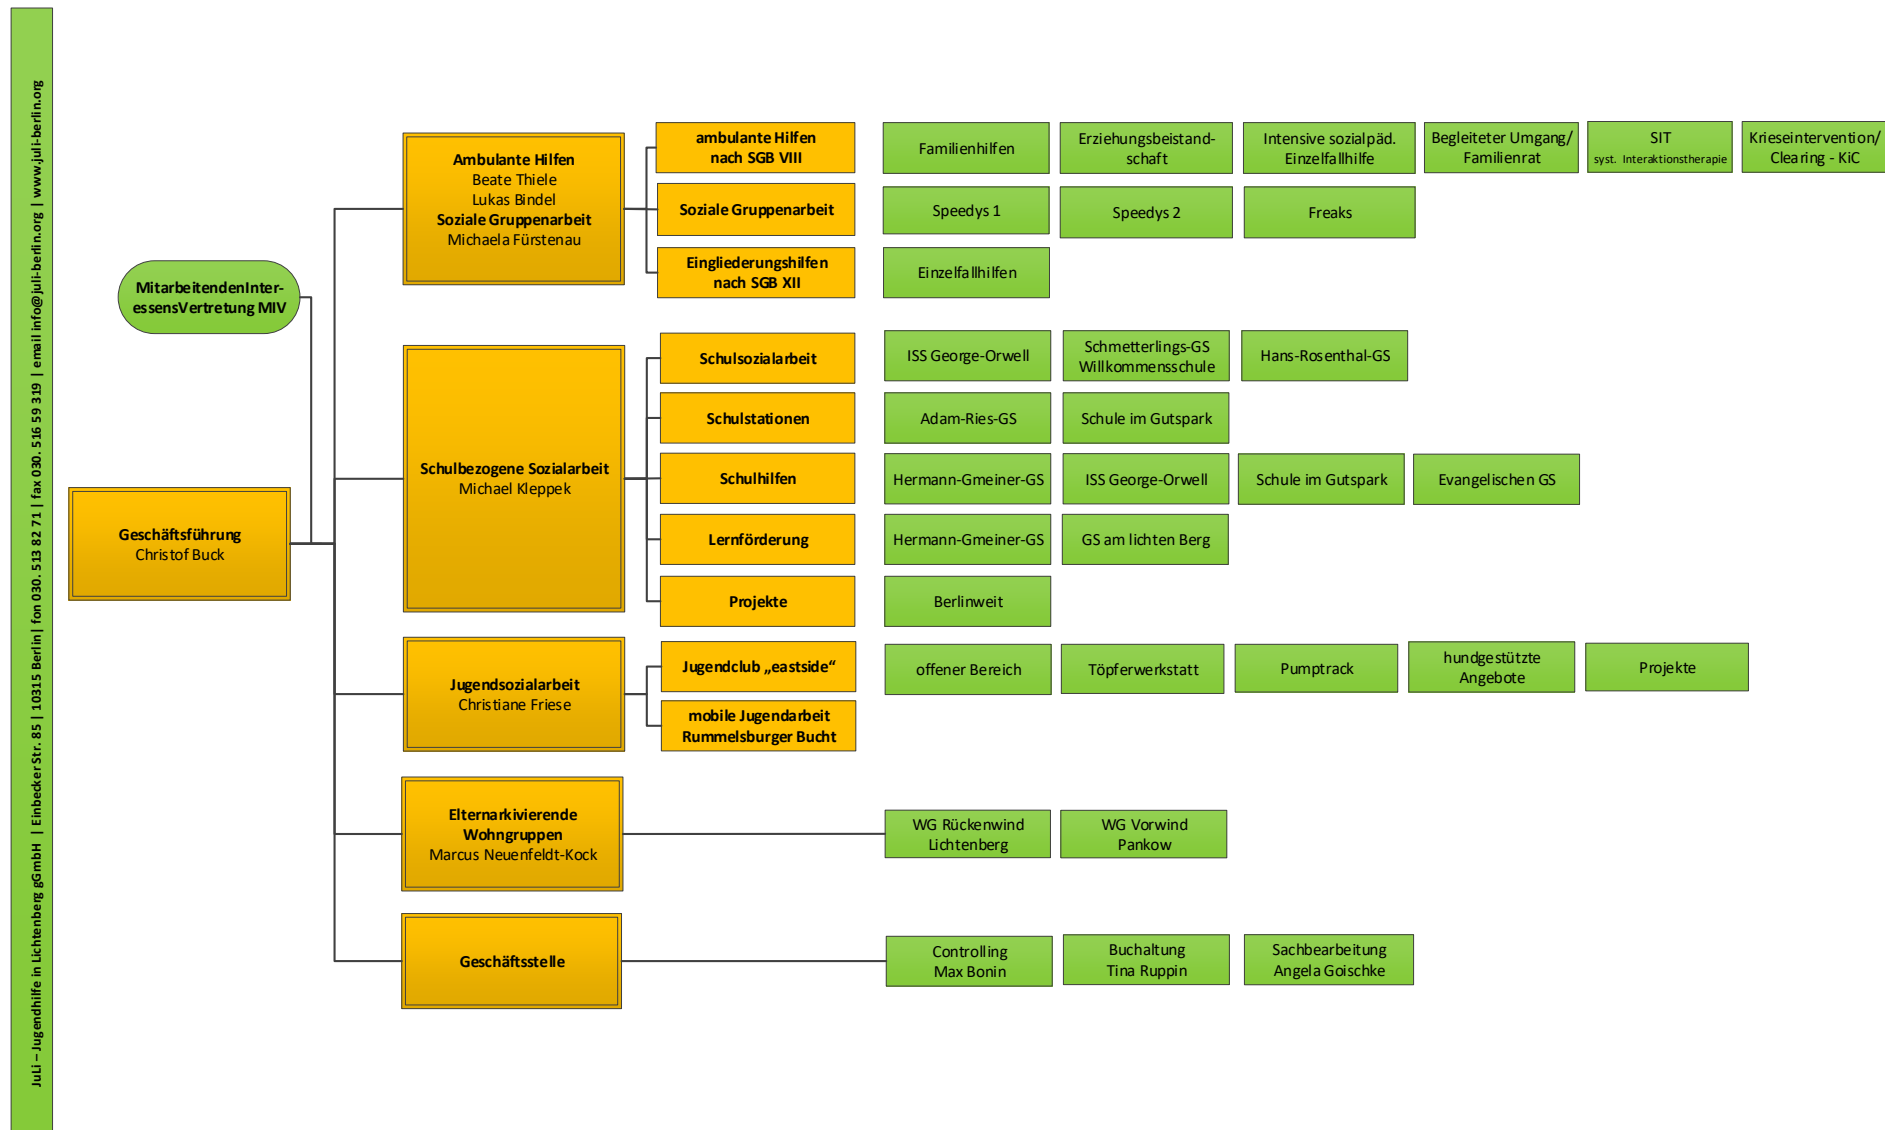 JuLi – Jugendhilfe in Lichtenberg gGmbH | Einbecker Str. 85 | 10315 Berlin| fon 030. 513 82 71 | fax 030. 516 59 319 | email info@juli-berlin.org | www.juli-berlin.org
MitarbeitendenInter-
essensVertretung MIV
Geschäftsführung
Christof Buck
Ambulante Hilfen
Beate Thiele
Lukas Bindel
Soziale Gruppenarbeit
Michaela Fürstenau
ambulante Hilfen
nach SGB VIII
Familienhilfen
Erziehungsbeistand-
schaft
Intensive sozialpäd.
Einzelfallhilfe
Begleiteter Umgang/
Familienrat
SIT
syst. Interaktionstherapie
Krieseintervention/
Clearing - KiC
Soziale Gruppenarbeit
Speedys 1
Speedys 2
Freaks
Eingliederungshilfen
nach SGB XII
Einzelfallhilfen
Schulbezogene Sozialarbeit
Michael Kleppek
Schulsozialarbeit
ISS George-Orwell
Schmetterlings-GS
Willkommensschule
Hans-Rosenthal-GS
Schulstationen
Adam-Ries-GS
Schule im Gutspark
Schulhilfen
Hermann-Gmeiner-GS
ISS George-Orwell
Schule im Gutspark
Evangelischen GS
Lernförderung
Hermann-Gmeiner-GS
GS am lichten Berg
Projekte
Berlinweit
Jugendsozialarbeit
Christiane Friese
Jugendclub „eastside“
offener Bereich
Töpferwerkstatt
Pumptrack
hundgestützte
Angebote
Projekte
mobile Jugendarbeit
Rummelsburger Bucht
Elternarkivierende
Wohngruppen
Marcus Neuenfeldt-Kock
WG Rückenwind
Lichtenberg
WG Vorwind
Pankow
Geschäftsstelle
Controlling
Max Bonin
Buchaltung
Tina Ruppin
Sachbearbeitung
Angela Goischke